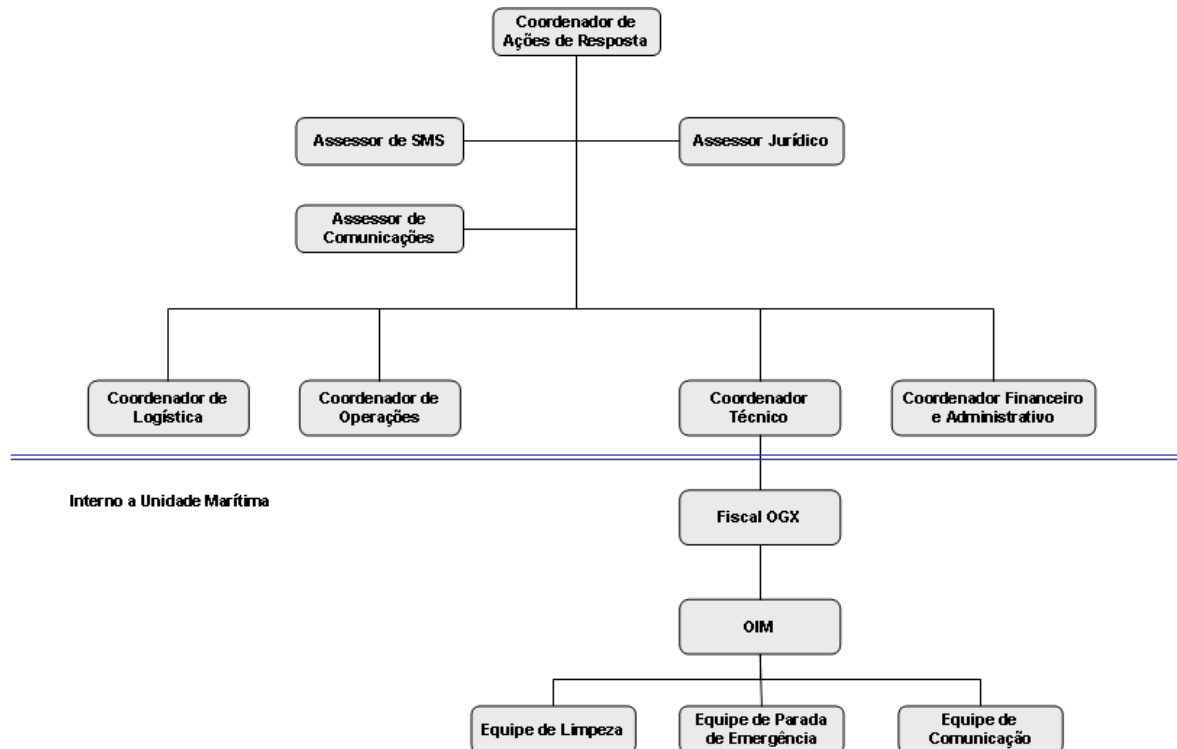 Coordenador de
Ações de Resposta
Assessor de SMS
Assessor Jurídico
Assessor de
Comunicações
Coordenador de
Logística
Coordenador de
Operações
Coordenador
Técnico
Coordenador Financeiro
e Administrativo
Interno a Unidade Marítima
Fiscal OGX
OIM
Equipe de Limpeza
Equipe de Parada
de Emergência
Equipe de
Comunicação